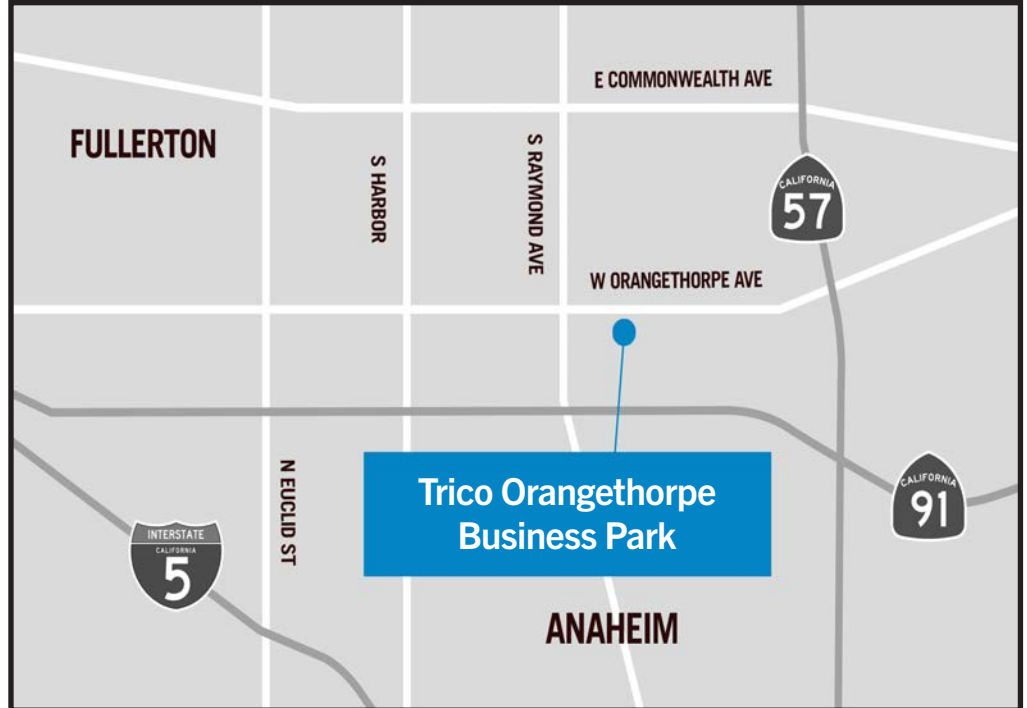 E COMMONWEALTH AVE
FULLERTON
S HARBOR
S RAYMOND AVE
CALIFORNIA
57
W ORANGETHORPE AVE
N EUCLID ST
Trico Orangethorpe
Business Park
CALIFORNIA
91
INTERSTATE
CALIFORNIA
5
ANAHEIM